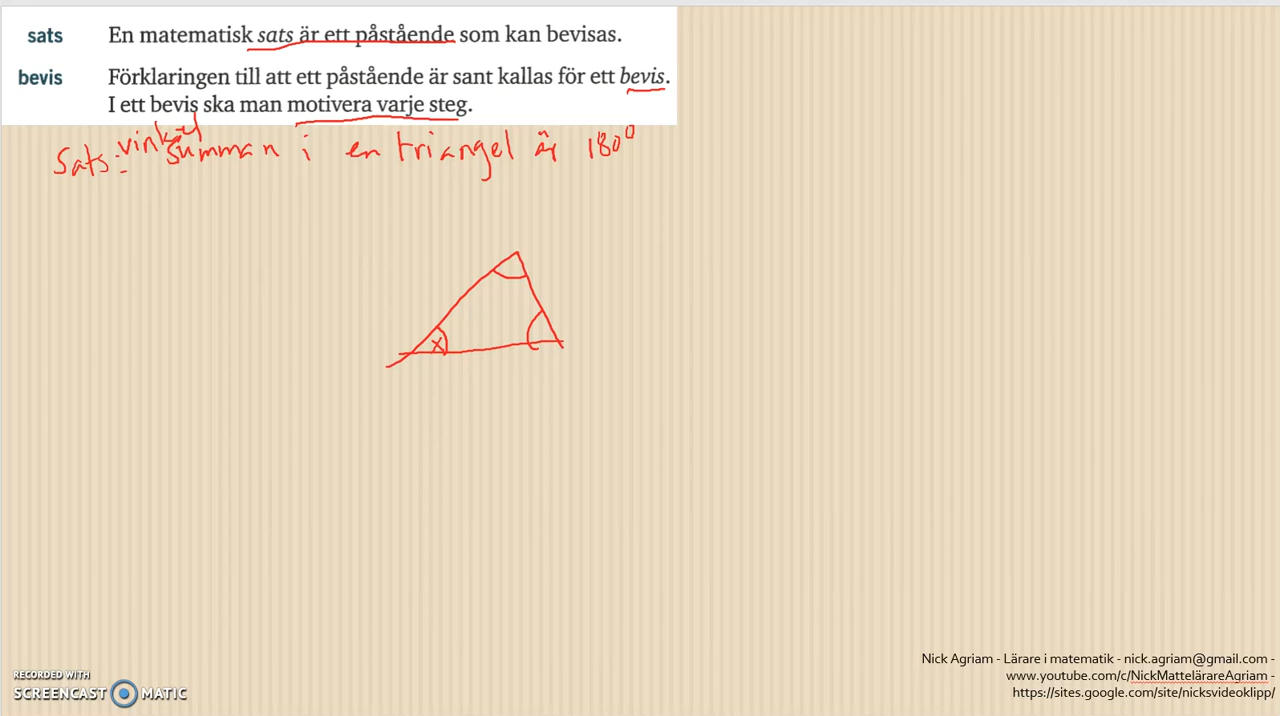 sats En matematisk sats är ett påstående som kan bevisas.
bevis Förklaringen till att ett påstående är sant kallas för ett bevis.
I ett bevis ska man motivera varje steg.
Sats: vinkel summan i en triangel är 180°
x
Nick Agriam - Lärare i matematik - nick.agriam@gmail.com -
www.youtube.com/c/NickMattelärareAgriam -
https://sites.google.com/site/nicksvideoklipp/
RECORDED WITH
SCREENCAST MATIC